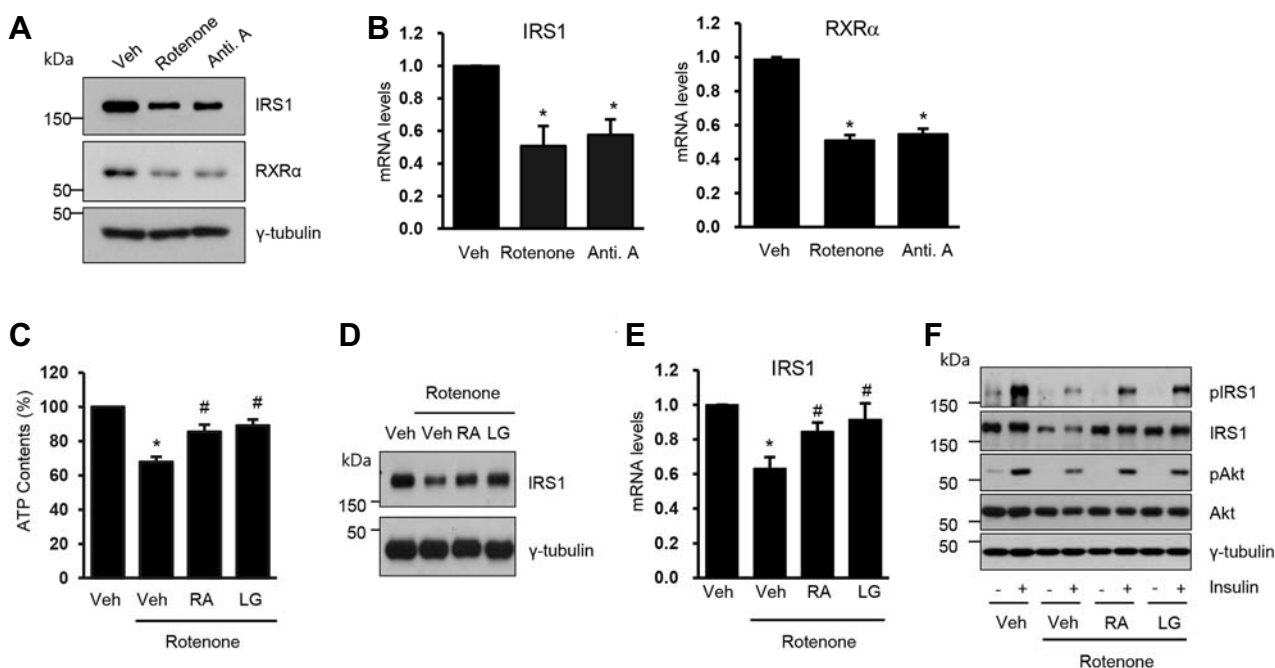 A
kDa
Veh
Rotenone
Anti. A
150
IRS1
50
RXRα
50
γ-tubulin
B
IRS1
mRNA levels
1.2
1.0
0.8
0.6
0.4
0.2
0.0
*
*
Veh Rotenone Anti. A
RXRα
mRNA levels
1.2
1.0
0.8
0.6
0.4
0.2
0.0
*
*
Veh Rotenone Anti. A
C
ATP Contents (%)
120
100
80
60
40
20
0
*
#
#
Veh Veh RA LG
Rotenone
D
Rotenone
Veh Veh RA LG
kDa
IRS1
150
50
γ-tubulin
E
IRS1
mRNA levels
1.2
1.0
0.8
0.6
0.4
0.2
0.0
*
#
#
Veh Veh RA LG
Rotenone
F
kDa
pIRS1
150
IRS1
150
pAkt
50
Akt
50
γ-tubulin
50
- + - + - + - + Insulin
Veh Veh RA LG
Rotenone